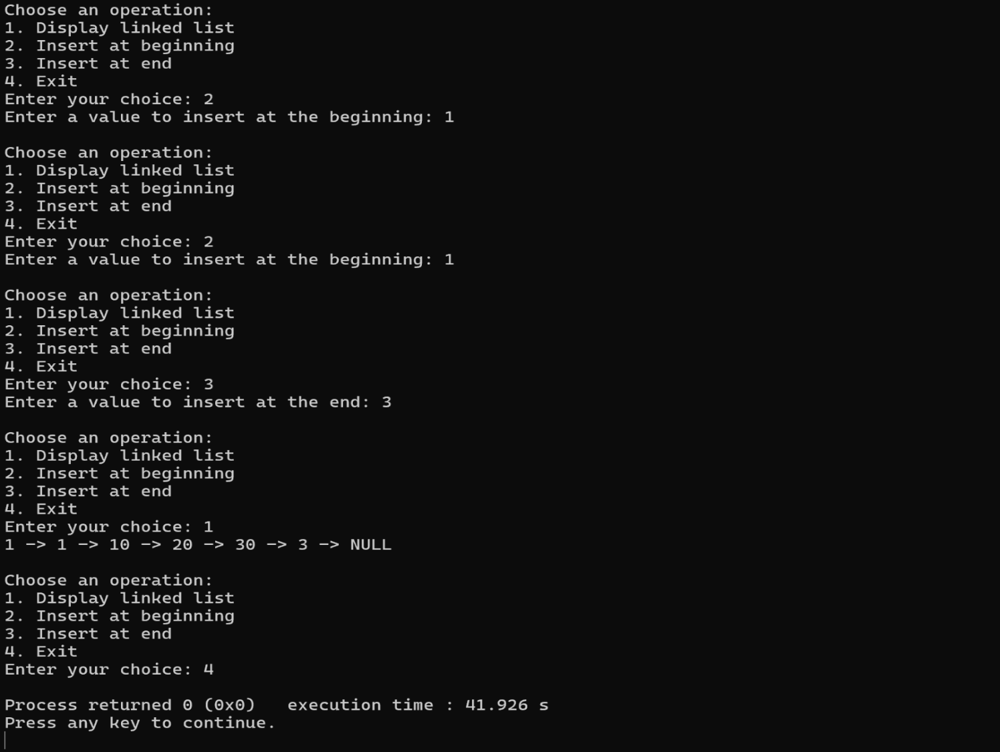 Choose an operation:
1. Display linked list
2. Insert at beginning
3. Insert at end
4. Exit
Enter your choice: 2
Enter a value to insert at the beginning: 1
Choose an operation:
1. Display linked list
2. Insert at beginning
3. Insert at end
4. Exit
Enter your choice: 2
Enter a value to insert at the beginning: 1
Choose an operation:
1. Display linked list
2. Insert at beginning
3. Insert at end
4. Exit
Enter your choice: 3
Enter a value to insert at the end: 3
Choose an operation:
1. Display linked list
2. Insert at beginning
3. Insert at end
4. Exit
Enter your choice: 1
1 -> 1 -> 10 -> 20 -> 30 -> 3 -> NULL
Choose an operation:
1. Display linked list
2. Insert at beginning
3. Insert at end
4. Exit
Enter your choice: 4
Process returned 0 (0x0)   execution time : 41.926 s
Press any key to continue.